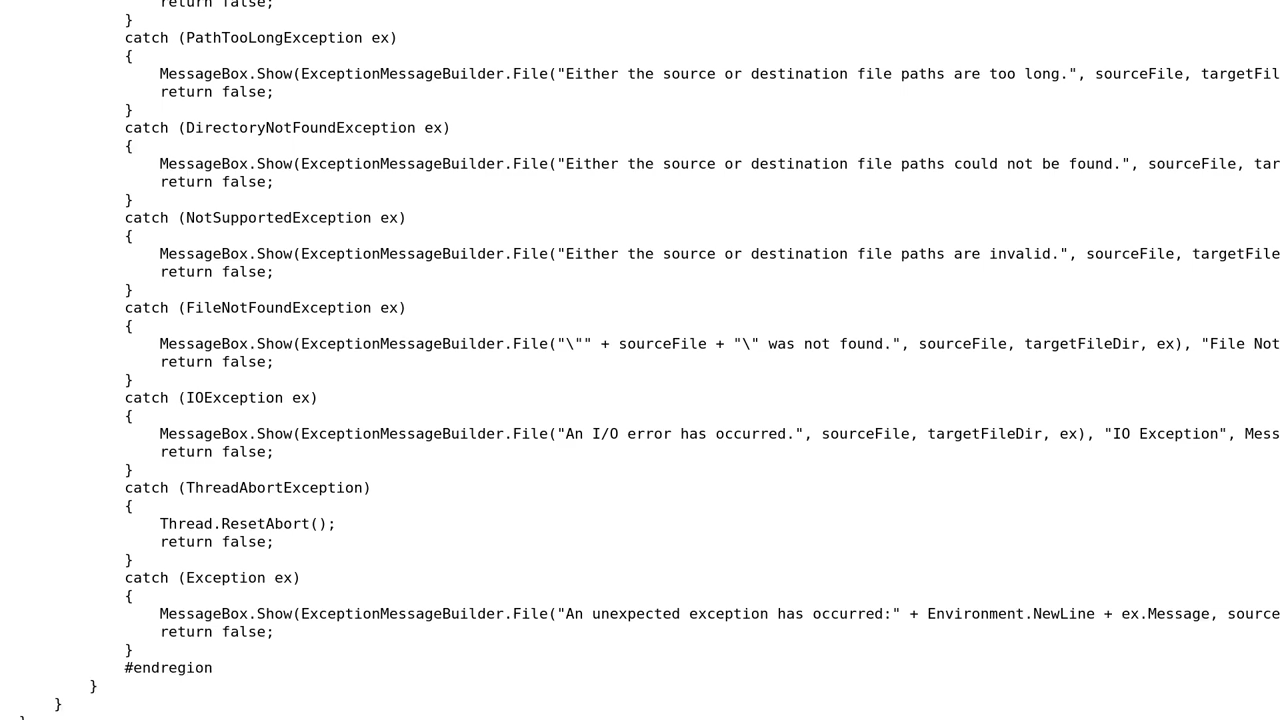 return false;
}
catch (PathTooLongException ex)
{
MessageBox.Show(ExceptionMessageBuilder.File("Either the source or destination file paths are too long.", sourceFile, targetFil
return false;
}
catch (DirectoryNotFoundException ex)
{
MessageBox.Show(ExceptionMessageBuilder.File("Either the source or destination file paths could not be found.", sourceFile, tar
return false;
}
catch (NotSupportedException ex)
{
MessageBox.Show(ExceptionMessageBuilder.File("Either the source or destination file paths are invalid.", sourceFile, targetFile
return false;
}
catch (FileNotFoundException ex)
{
MessageBox.Show(ExceptionMessageBuilder.File("\"" + sourceFile + "\" was not found.", sourceFile, targetFileDir, ex), "File Not
return false;
}
catch (IOException ex)
{
MessageBox.Show(ExceptionMessageBuilder.File("An I/O error has occurred.", sourceFile, targetFileDir, ex), "IO Exception", Mess
return false;
}
catch (ThreadAbortException)
{
Thread.ResetAbort();
return false;
}
catch (Exception ex)
{
MessageBox.Show(ExceptionMessageBuilder.File("An unexpected exception has occurred:" + Environment.NewLine + ex.Message, source
return false;
}
#endregion
}
}
}